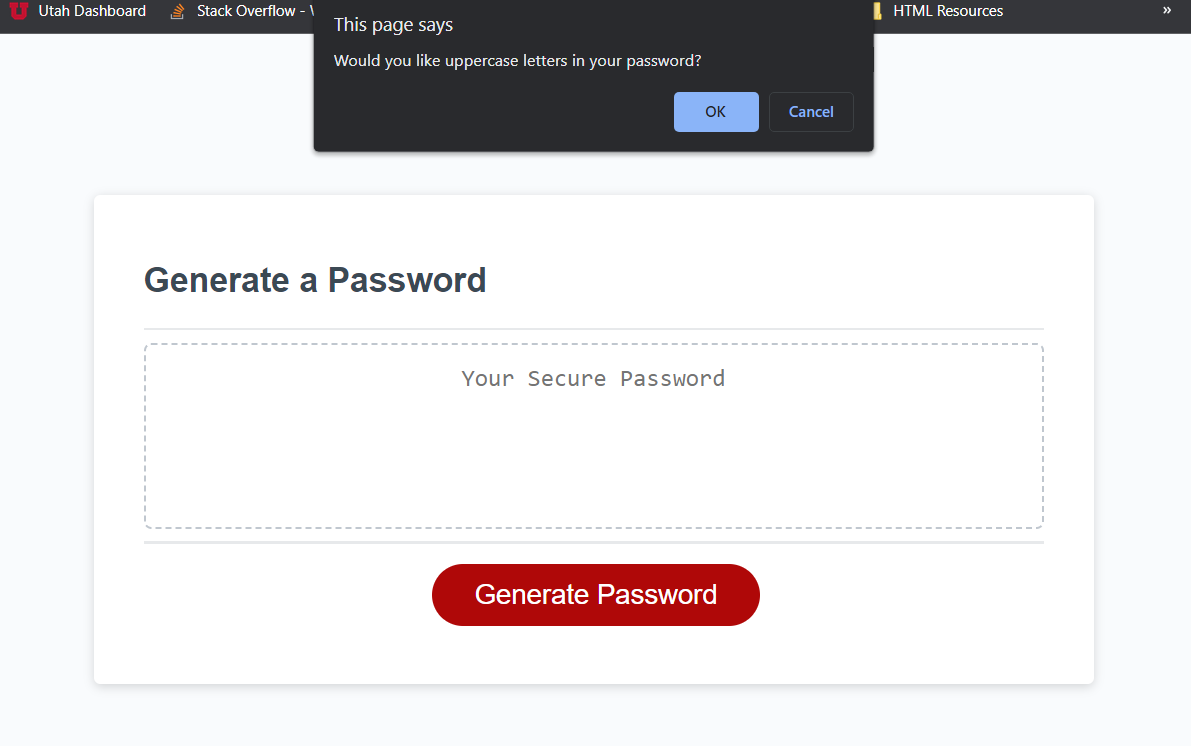 Utah Dashboard
Stack Overflow -
HTML Resources
»
This page says
Would you like uppercase letters in your password?
OK
Cancel
Generate a Password
Your Secure Password
Generate Password